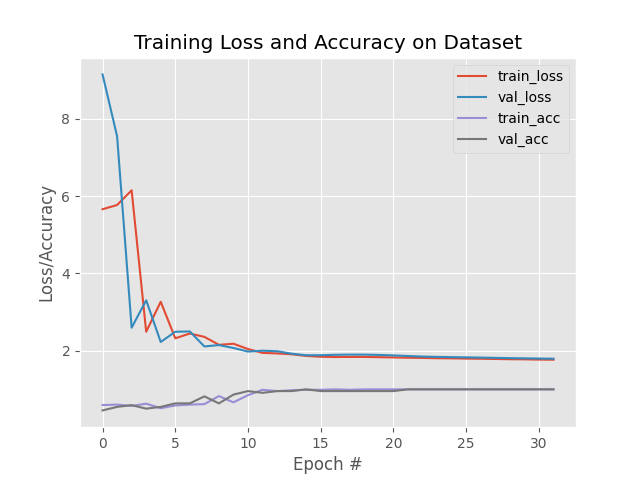 Training Loss and Accuracy on Dataset
train_loss
val_loss
train_acc
val_acc
Loss/Accuracy
8
6
4
2
0 5 10 15 20 25 30
Epoch #